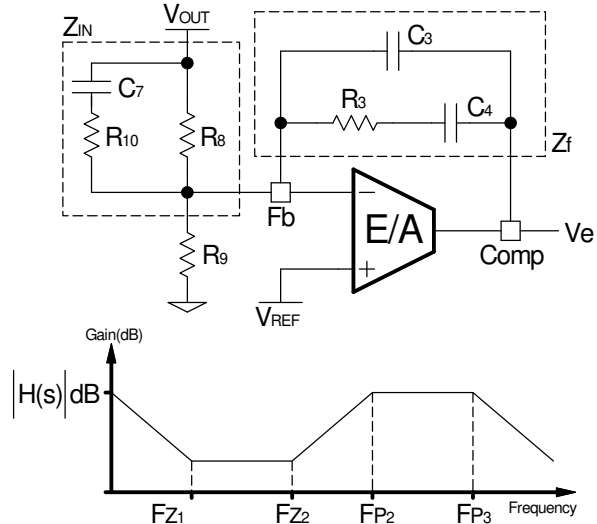 ZIN
VOUT
C7
R10
R8
R9
C3
R3
C4
Zf
Fb
E/A
Comp
Ve
VREF
Gain(dB)
|H(s)|dB
FZ1
FZ2
FP2
FP3
Frequency